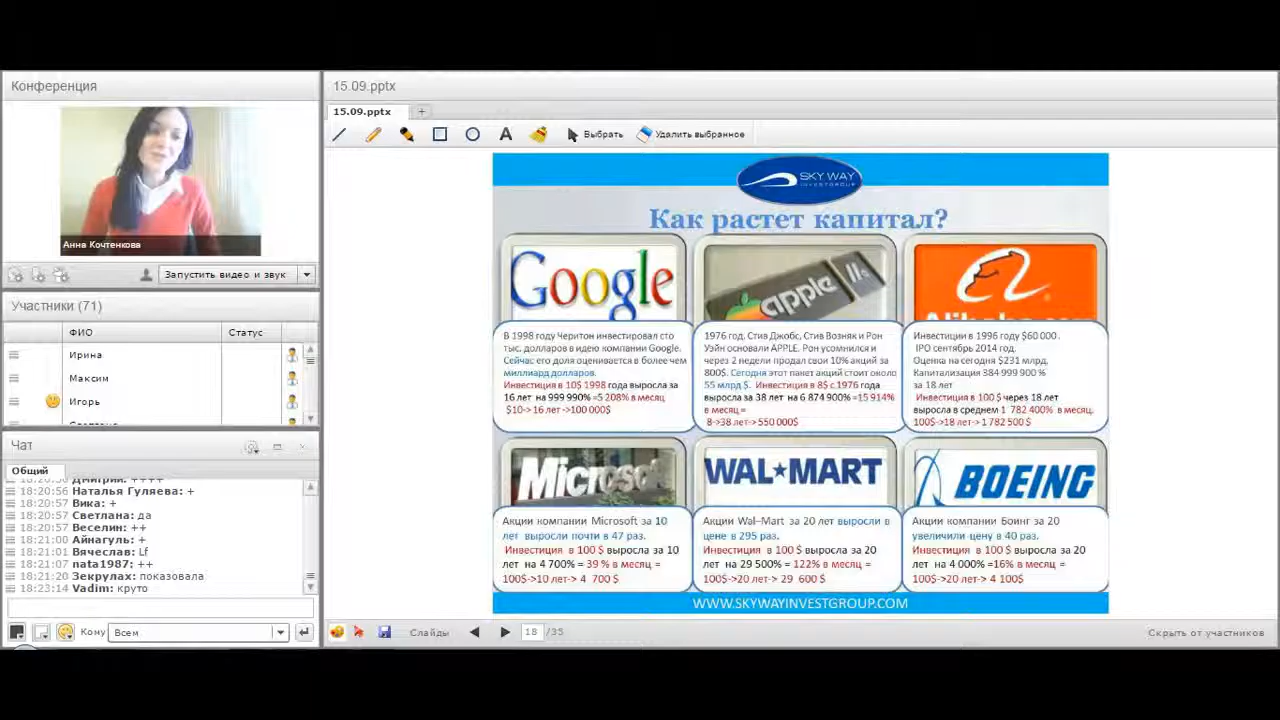 Конференция
Анна Кочтенкова
Запустить видео и звук
Участники (71)
ФИО
Статус
Ирина
Максим
Игорь
Чат
Общий
Наталья Гуляева: +
18:20:56
18:20:57 Вика: +
18:20:57 Светлана: да
18:20:57 Веселин: ++
18:21:00 Айнагуль: +
18:21:01 Вячеслав: Lf
18:21:07 nata1987: ++
18:21:20 Зекрулах: показовала
18:23:14 Vadim: круто
Кому
Всем
15.09.pptx
15.09.pptx
+
A
Выбрать
Удалить выбранное
SKY WAY
INVESTGROUP
Как растет капитал?
Google
В 1998 году Черитон инвестировал сто
тыс. долларов в идею компании Google.
Сейчас его доля оценивается в более чем
миллиард долларов.
Инвестиция в 10$ 1998 года выросла за
16 лет на 999 990% =5 208% в месяц
$10->16 лет->100 000$
apple
1976 год. Стив Джобс, Стив Возняк и Рон
Уэйн основали APPLE. Рон усомнился и
через 2 недели продал свои 10% акций за
800$. Сегодня этот пакет акций стоит около
55 млрд $. Инвестиция в 8$ с 1976 года
выросла за 38 лет на 6 874 900% =15 914%
в месяц =
8->38 лет-> 550 000$
Инвестиции в 1996 году $60 000.
IPO сентябрь 2014 год.
Оценка на сегодня $231 млрд.
Капитализация 384 999 900 %
за 18 лет
Инвестиция в 100 $ через 18 лет
выросла в среднем 1 782 400% в месяц.
100$->18 лет-> 1 782 500 $
Microsoft
Акции компании Microsoft за 10
лет выросли почти в 47 раз.
Инвестиция в 100 $ выросла за 10
лет на 4 700% = 39 % в месяц =
100$->10 лет-> 4 700 $
WAL★MART
Акции Wal–Mart за 20 лет выросли в
цене в 295 раз.
Инвестиция в 100 $ выросла за 20
лет на 29 500% = 122% в месяц =
100$->20 лет-> 29 600 $
BOEING
Акции компании Боинг за 20
увеличили цену в 40 раз.
Инвестиция в 100 $ выросла за 20
лет на 4 000% =16% в месяц =
100$->20 лет-> 4 100$
WWW.SKYWAYINVESTGROUP.COM
Слайды
18 /35
Скрыть от участников